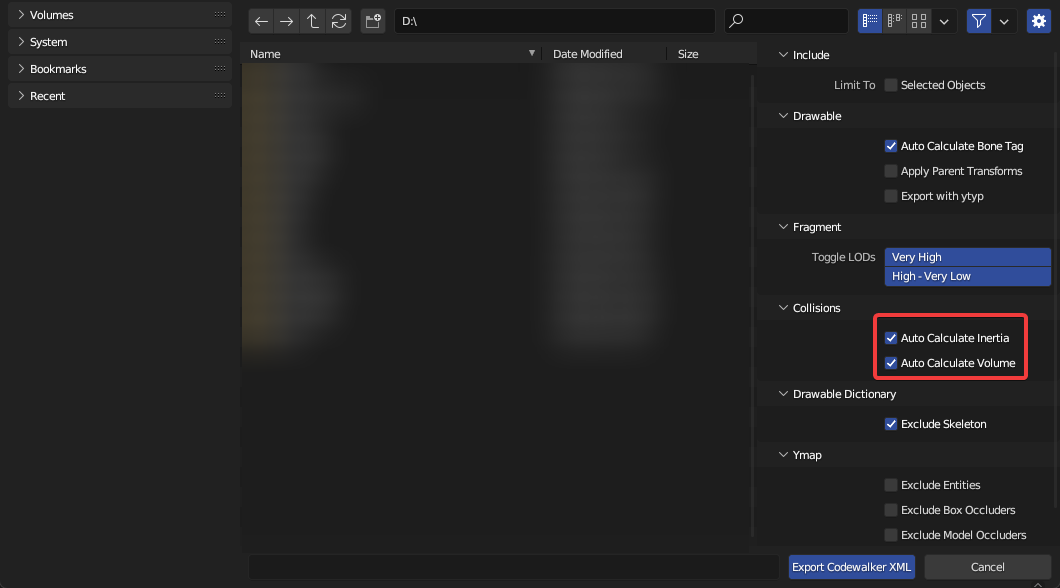 Volumes
System
Bookmarks
Recent
D:\
Name Date Modified Size
Include
Limit To Selected Objects
Drawable
Auto Calculate Bone Tag
Apply Parent Transforms
Export with ytyp
Fragment
Toggle LODs Very High
High - Very Low
Collisions
Auto Calculate Inertia
Auto Calculate Volume
Drawable Dictionary
Exclude Skeleton
Ymap
Exclude Entities
Exclude Box Occluders
Exclude Model Occluders
Export Codewalker XML Cancel